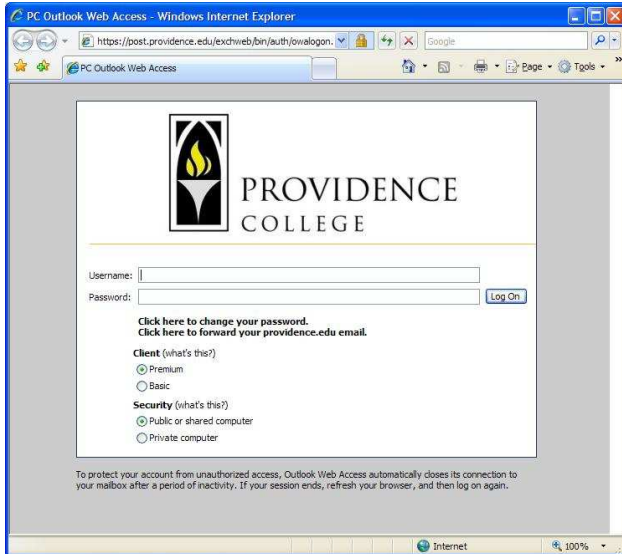 PC Outlook Web Access - Windows Internet Explorer
https://post.providence.edu/exchweb/bin/auth/owalogon.
Google
PC Outlook Web Access
Page
Tools
»
PROVIDENCE
COLLEGE
Username:
Password:
Log On
Click here to change your password.
Click here to forward your providence.edu email.
Client (what's this?)
Premium
Basic
Security (what's this?)
Public or shared computer
Private computer
To protect your account from unauthorized access, Outlook Web Access automatically closes its connection to
your mailbox after a period of inactivity. If your session ends, refresh your browser, and then log on again.
Internet
100%